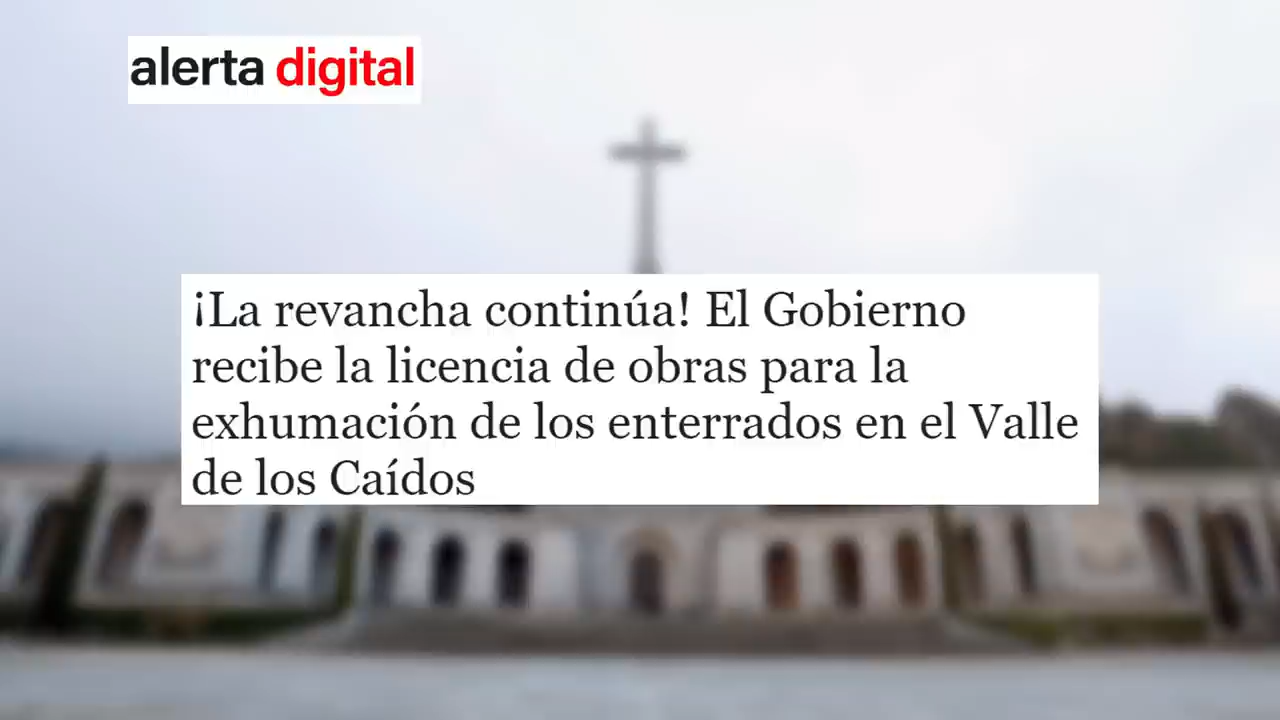 alerta digital
¡La revancha continúa! El Gobierno
recibe la licencia de obras para la
exhumación de los enterrados en el Valle
de los Caídos